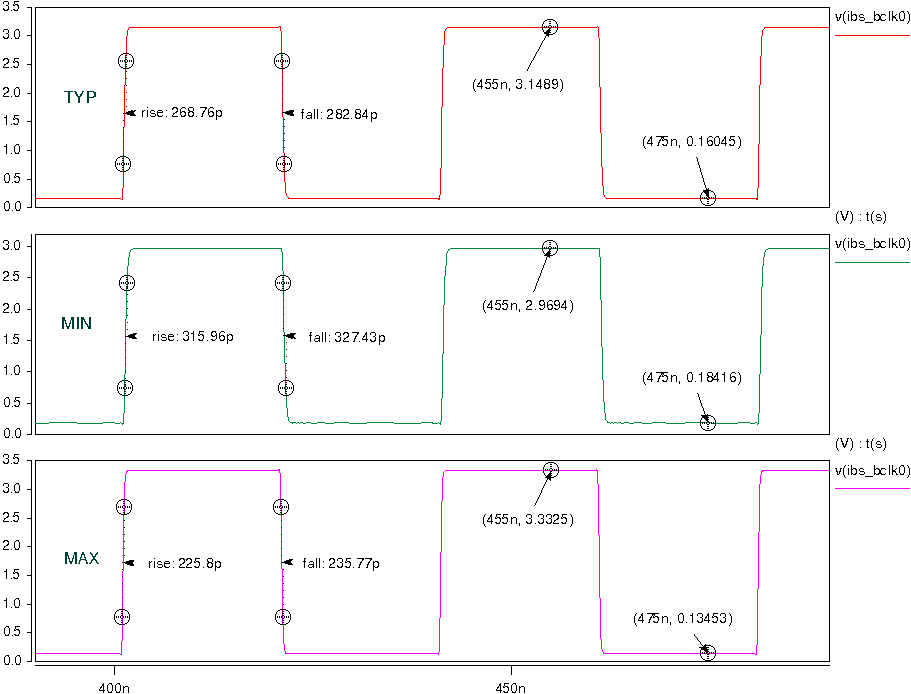 3.5
v(ibs_bclk0)
3.0
2.5
TYP
2.0
rise: 268.76p
fall: 282.84p
(455n, 3.1489)
1.5
(475n, 0.16045)
1.0
0.5
0.0
(V) : t(s)
v(ibs_bclk0)
3.0
2.5
2.0
MIN
rise: 315.96p
fall: 327.43p
(455n, 2.9694)
1.5
(475n, 0.18416)
1.0
0.5
0.0
(V) : t(s)
3.5
v(ibs_bclk0)
3.0
2.5
(455n, 3.3325)
2.0
MAX
rise: 225.8p
fall: 235.77p
1.5
1.0
(475n, 0.13453)
0.5
0.0
400n
450n